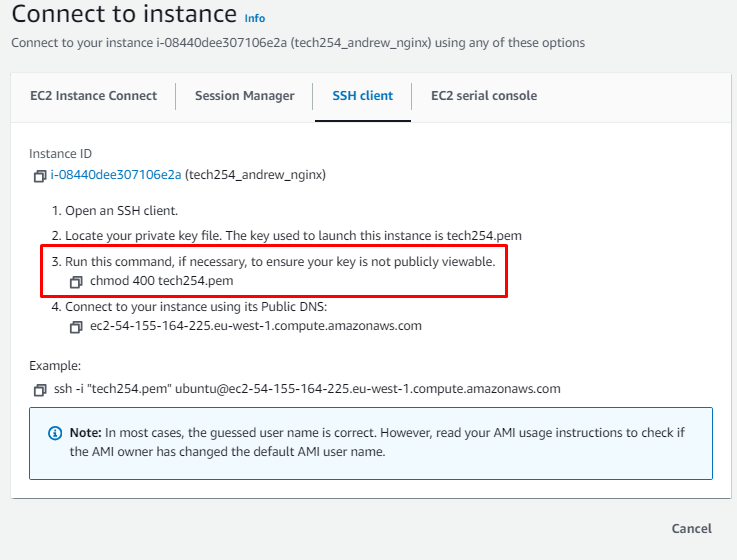 Connect to instance Info
Connect to your instance i-08440dee307106e2a (tech254_andrew_nginx) using any of these options
EC2 Instance Connect
Session Manager
SSH client
EC2 serial console
Instance ID
i-08440dee307106e2a (tech254_andrew_nginx)
1. Open an SSH client.
2. Locate your private key file. The key used to launch this instance is tech254.pem
3. Run this command, if necessary, to ensure your key is not publicly viewable.
chmod 400 tech254.pem
4. Connect to your instance using its Public DNS:
ec2-54-155-164-225.eu-west-1.compute.amazonaws.com
Example:
ssh -i "tech254.pem" ubuntu@ec2-54-155-164-225.eu-west-1.compute.amazonaws.com
Note: In most cases, the guessed user name is correct. However, read your AMI usage instructions to check if
the AMI owner has changed the default AMI user name.
Cancel